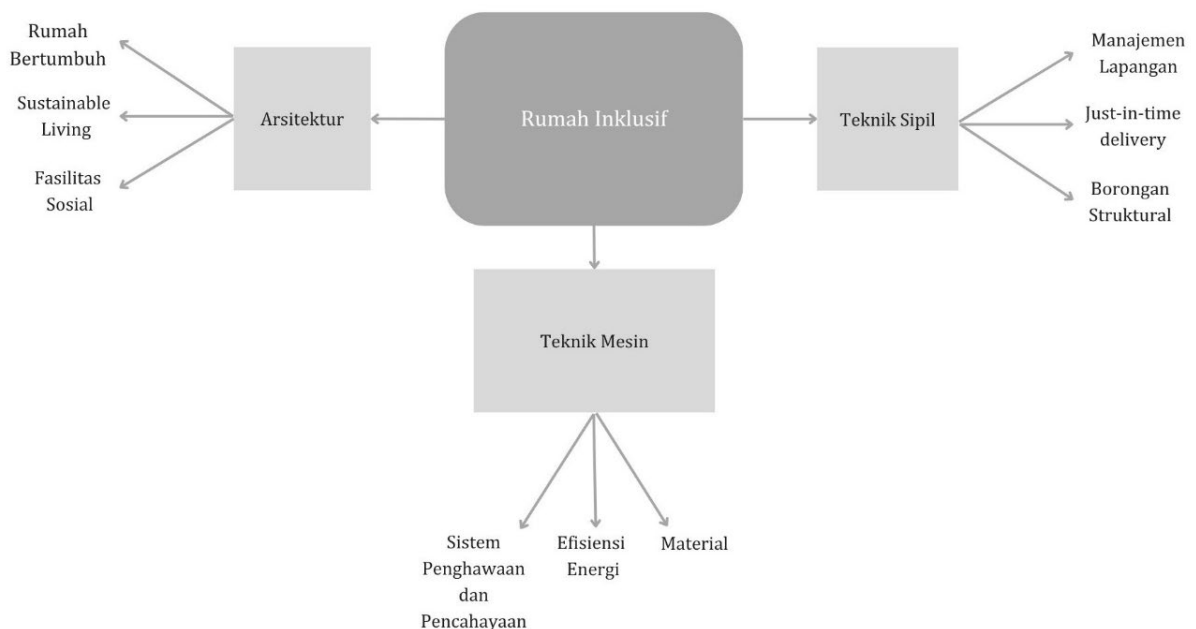 Rumah
Bertumbuh
Sustainable
Living
Fasilitas
Sosial
Arsitektur
Rumah Inklusif
Teknik Sipil
Manajemen
Lapangan
Just-in-time
delivery
Borongan
Struktural
Teknik Mesin
Sistem
Penghawaan
dan
Pencahayaan
Efisiensi
Energi
Material